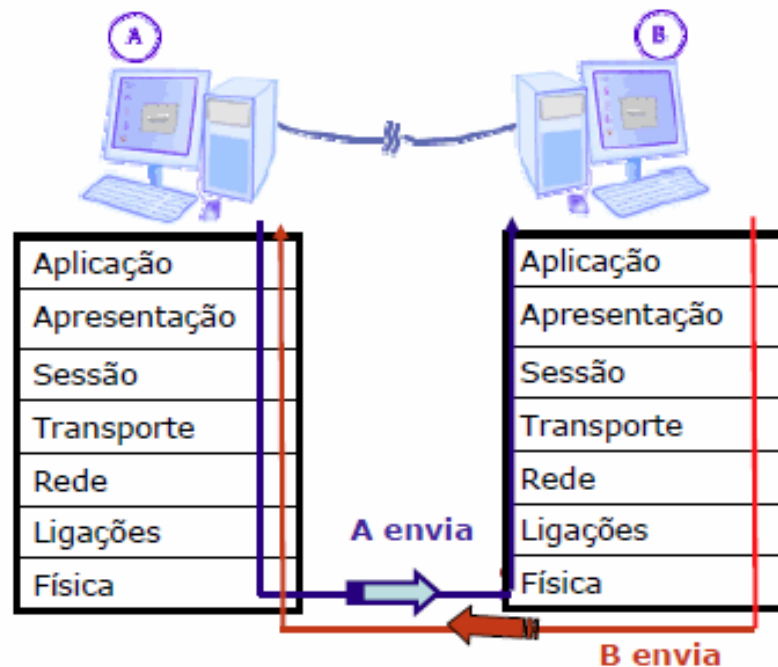 A
B
Aplicação
Apresentação
Sessão
Transporte
Rede
Ligações
Física
A envia
Aplicação
Apresentação
Sessão
Transporte
Rede
Ligações
Física
B envia